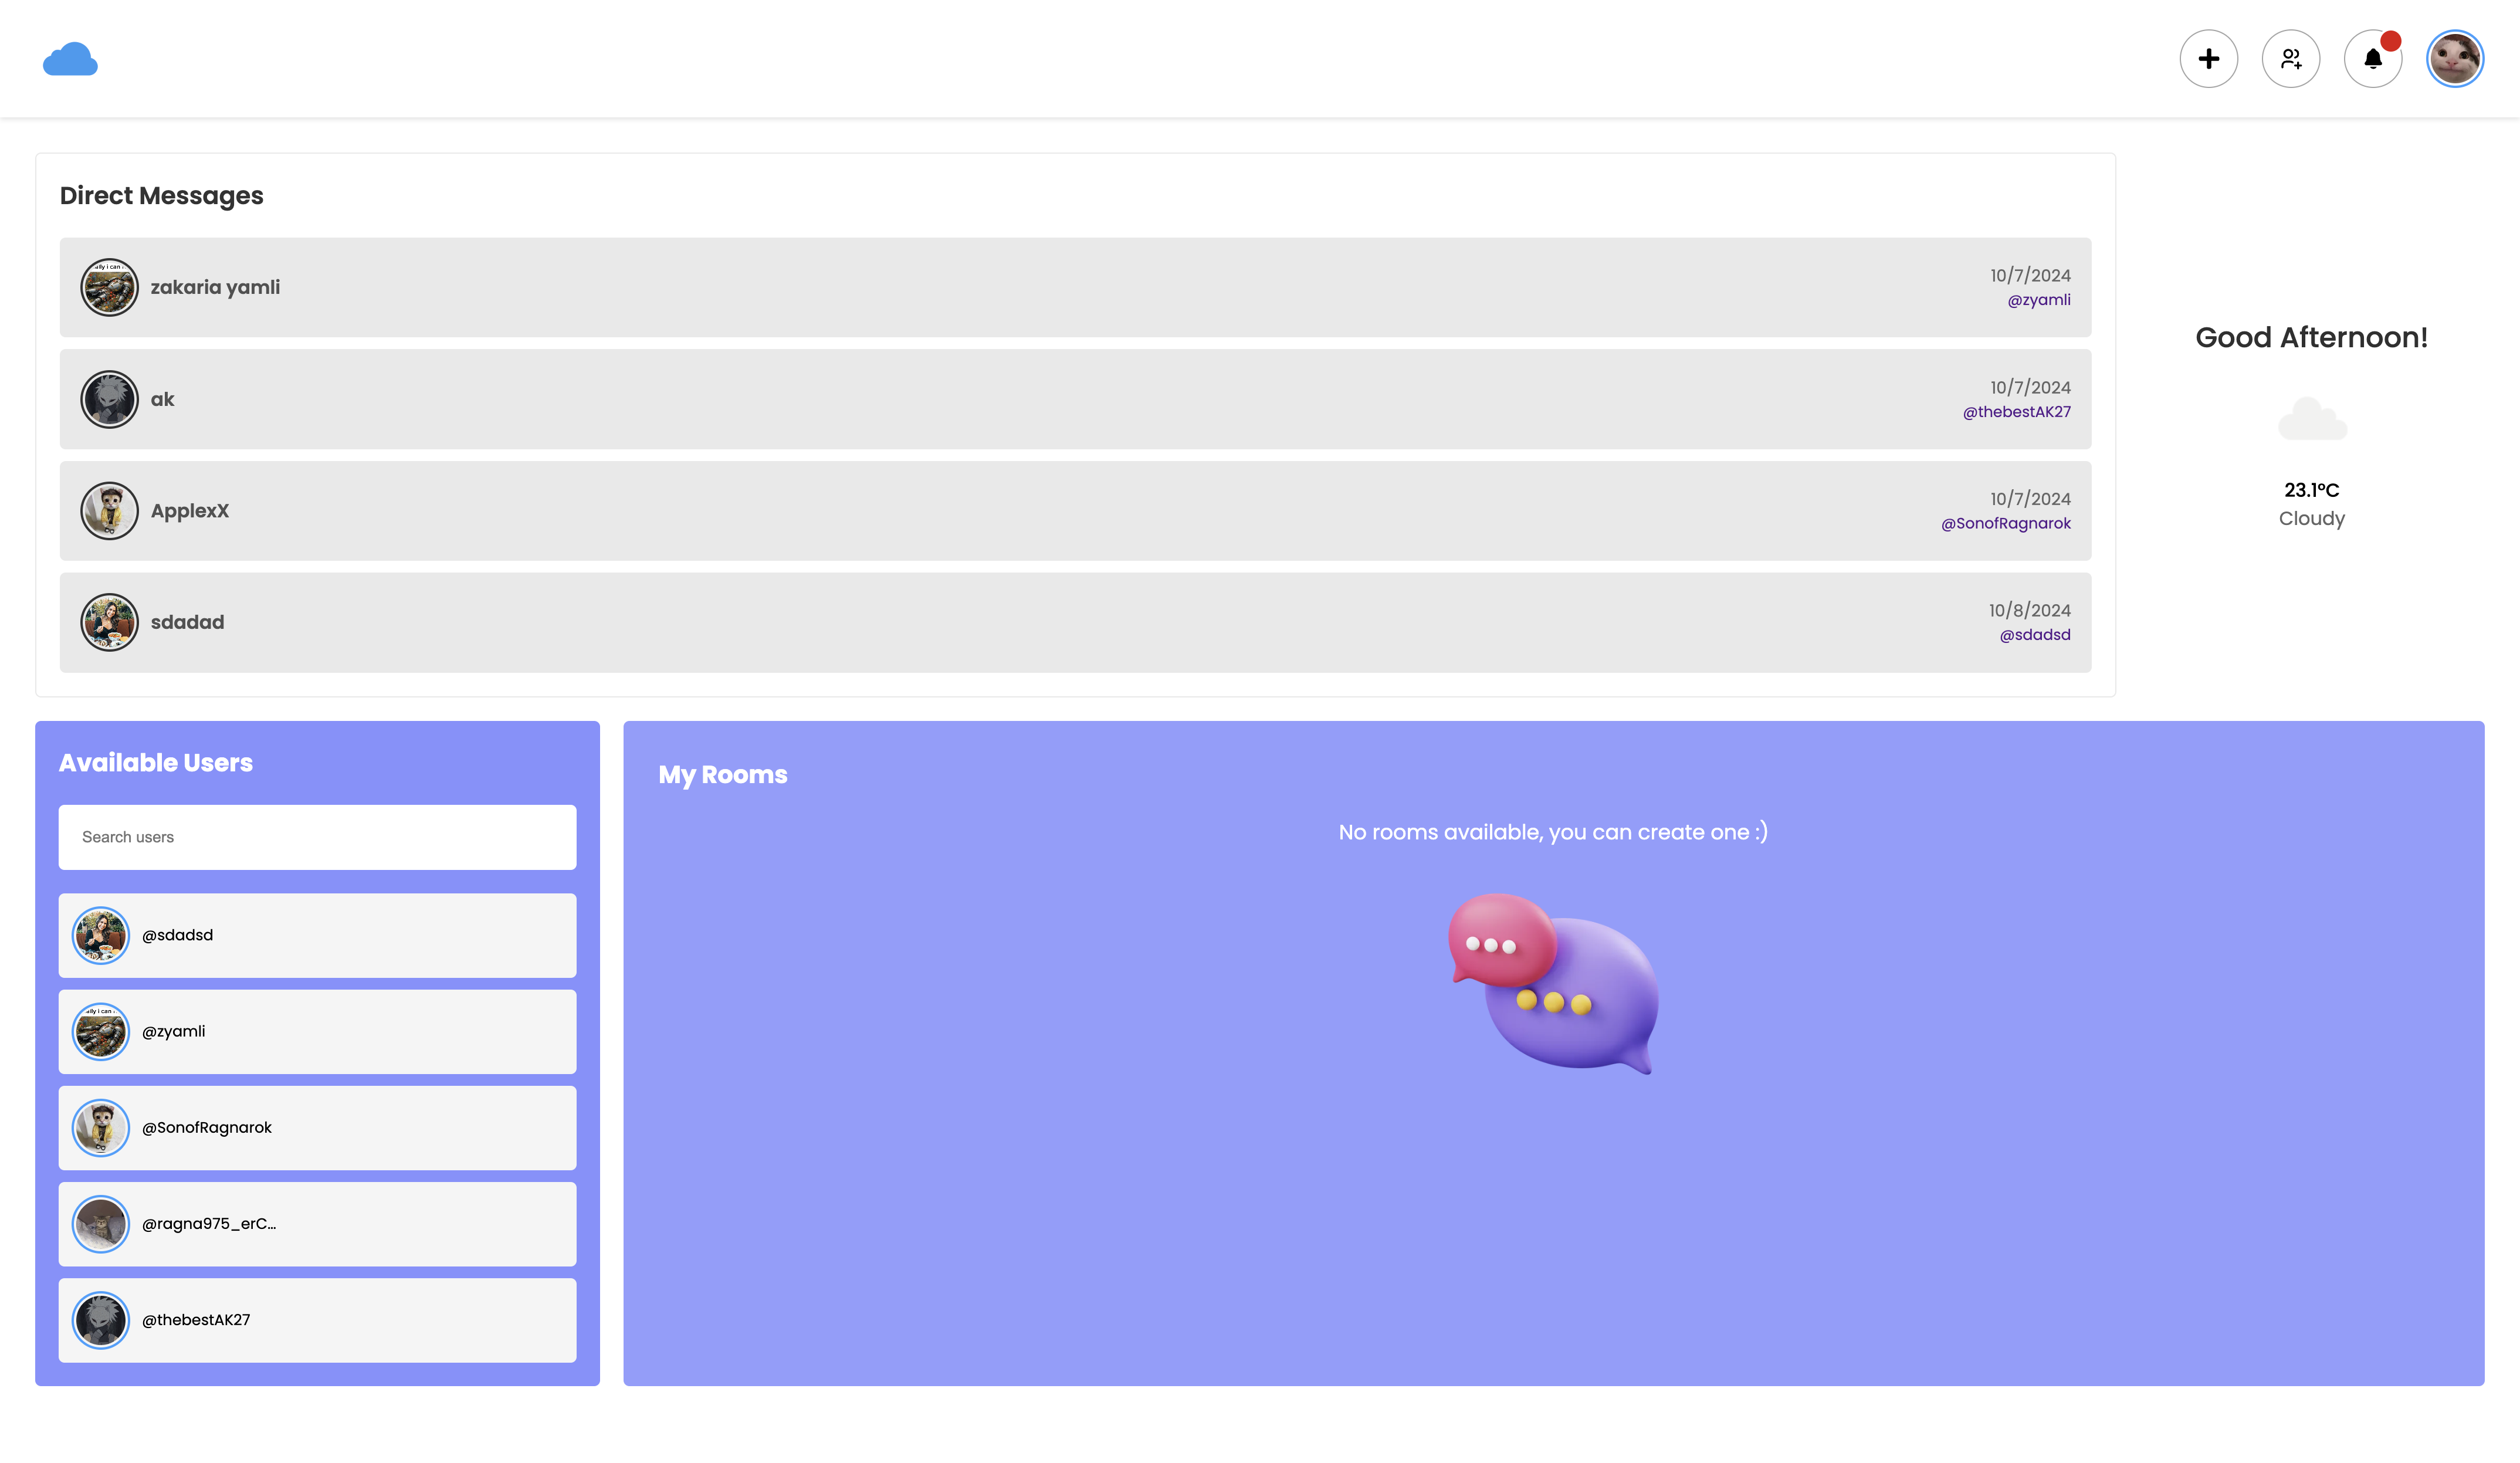 Direct Messages
zakaria yamli
10/7/2024
@zyamli
ak
10/7/2024
@thebestAK27
ApplexX
10/7/2024
@SonofRagnarok
sdadad
10/8/2024
@sdadsd
Good Afternoon!
23.1°C
Cloudy
Available Users
Search users
@sdadsd
@zyamli
@SonofRagnarok
@ragna975_erC...
@thebestAK27
My Rooms
No rooms available, you can create one :)